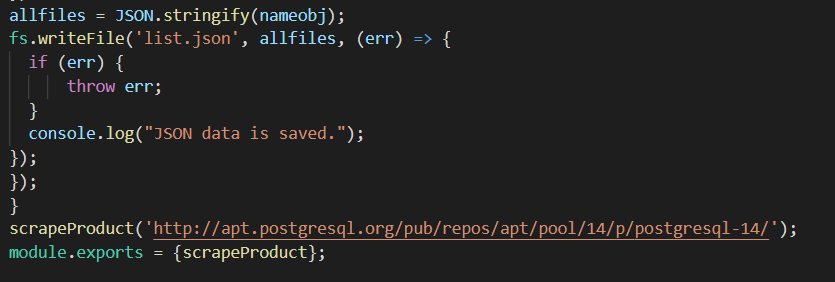 allfiles = JSON.stringify(nameobj);
fs.writeFile('list.json', allfiles, (err) => {
if (err) {
throw err;
}
console.log("JSON data is saved.");
});
});
}
scrapeProduct('http://apt.postgresql.org/pub/repos/apt/pool/14/p/postgresql-14/');
module.exports = {scrapeProduct};